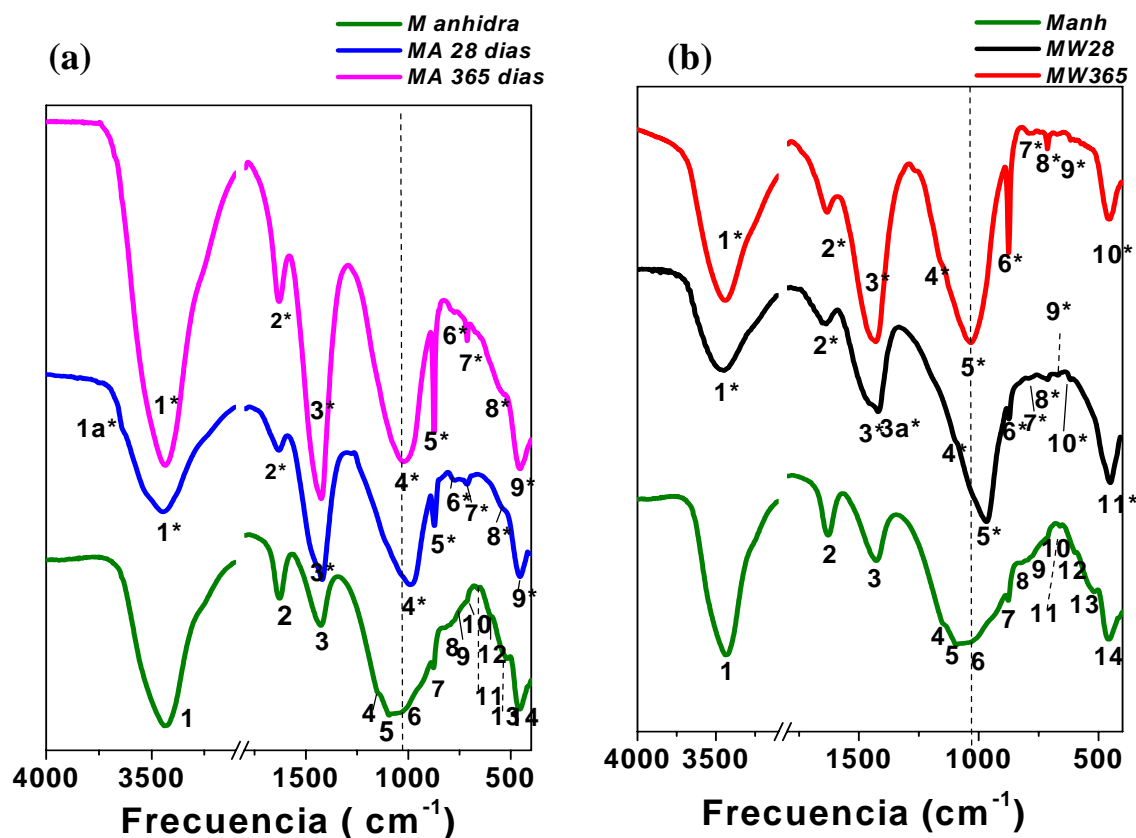 (a)
M anhidra
MA 28 dias
MA 365 dias
1* 2* 3* 4* 5* 6* 7* 8* 9*
1a* 1* 2* 3* 4* 5* 6* 7* 8* 9*
1 2 3 4 5 6 7 8 9 10 11 12 13 14
4000 3500 1500 1000 500
Frecuencia ( cm-1)
(b)
Manh
MW28
MW365
1* 2* 3* 4* 5* 6* 7* 8* 9* 10*
1* 2* 3* 3a* 4* 5* 6* 7* 8* 9* 10* 11*
1 2 3 4 5 6 7 8 9 10 11 12 13 14
4000 3500 1500 1000 500
Frecuencia (cm-1)